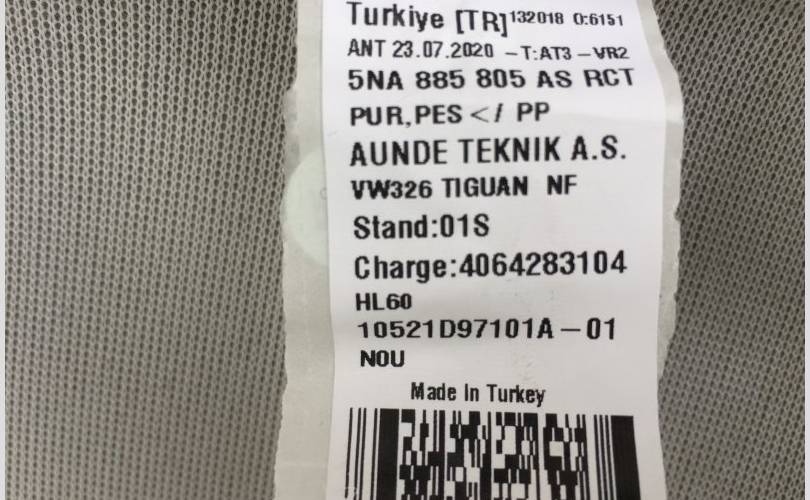 Turkiye [TR] 132018 0:6151
ANT 23.07.2020 -T:AT3 -VR2
5NA 885 805 AS RCT
PUR,PES </ PP
AUNDE TEKNIK A.S.
VW326 TIGUAN NF
Stand:01S
Charge:4064283104
HL60
10521D97101A-01
NOU
Made In Turkey